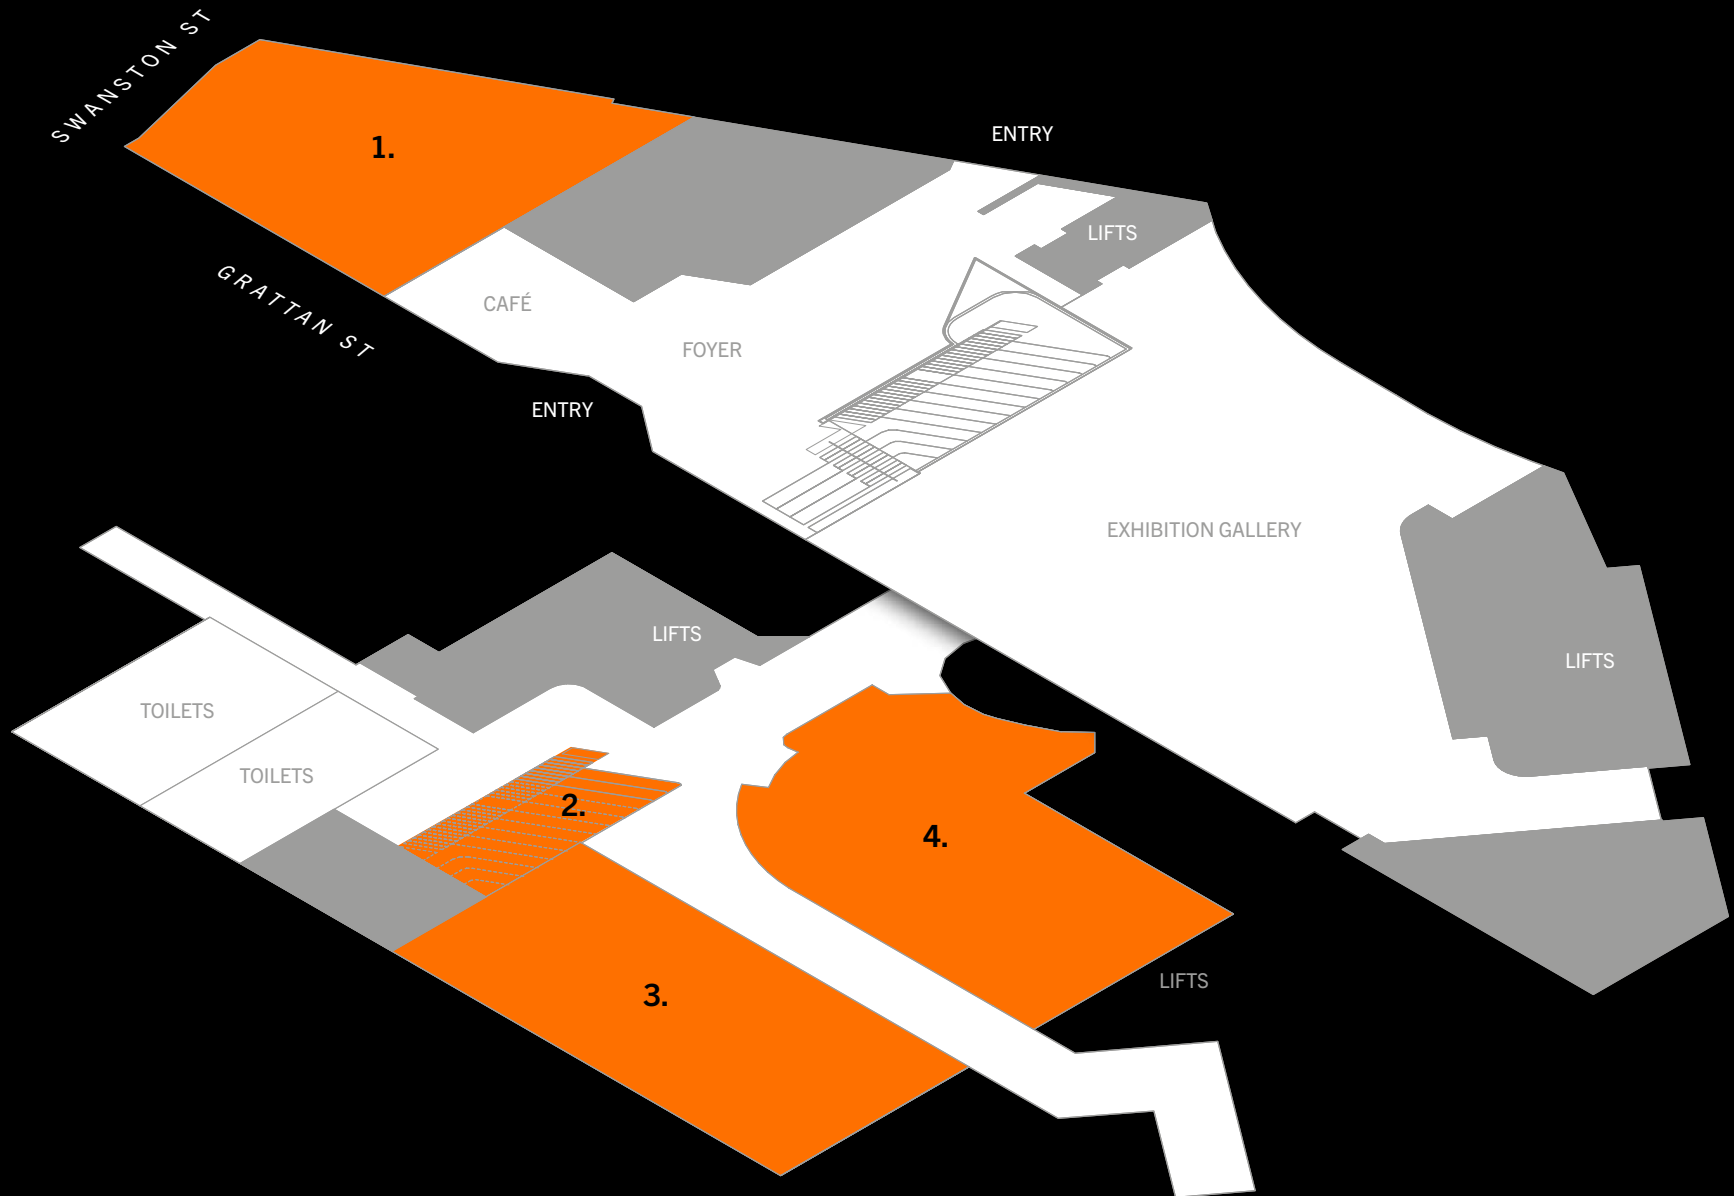 SWANSTON ST
1.
ENTRY
LIFTS
GRATTAN ST
CAFÉ
FOYER
ENTRY
EXHIBITION GALLERY
LIFTS
LIFTS
TOILETS
TOILETS
2.
4.
LIFTS
3.